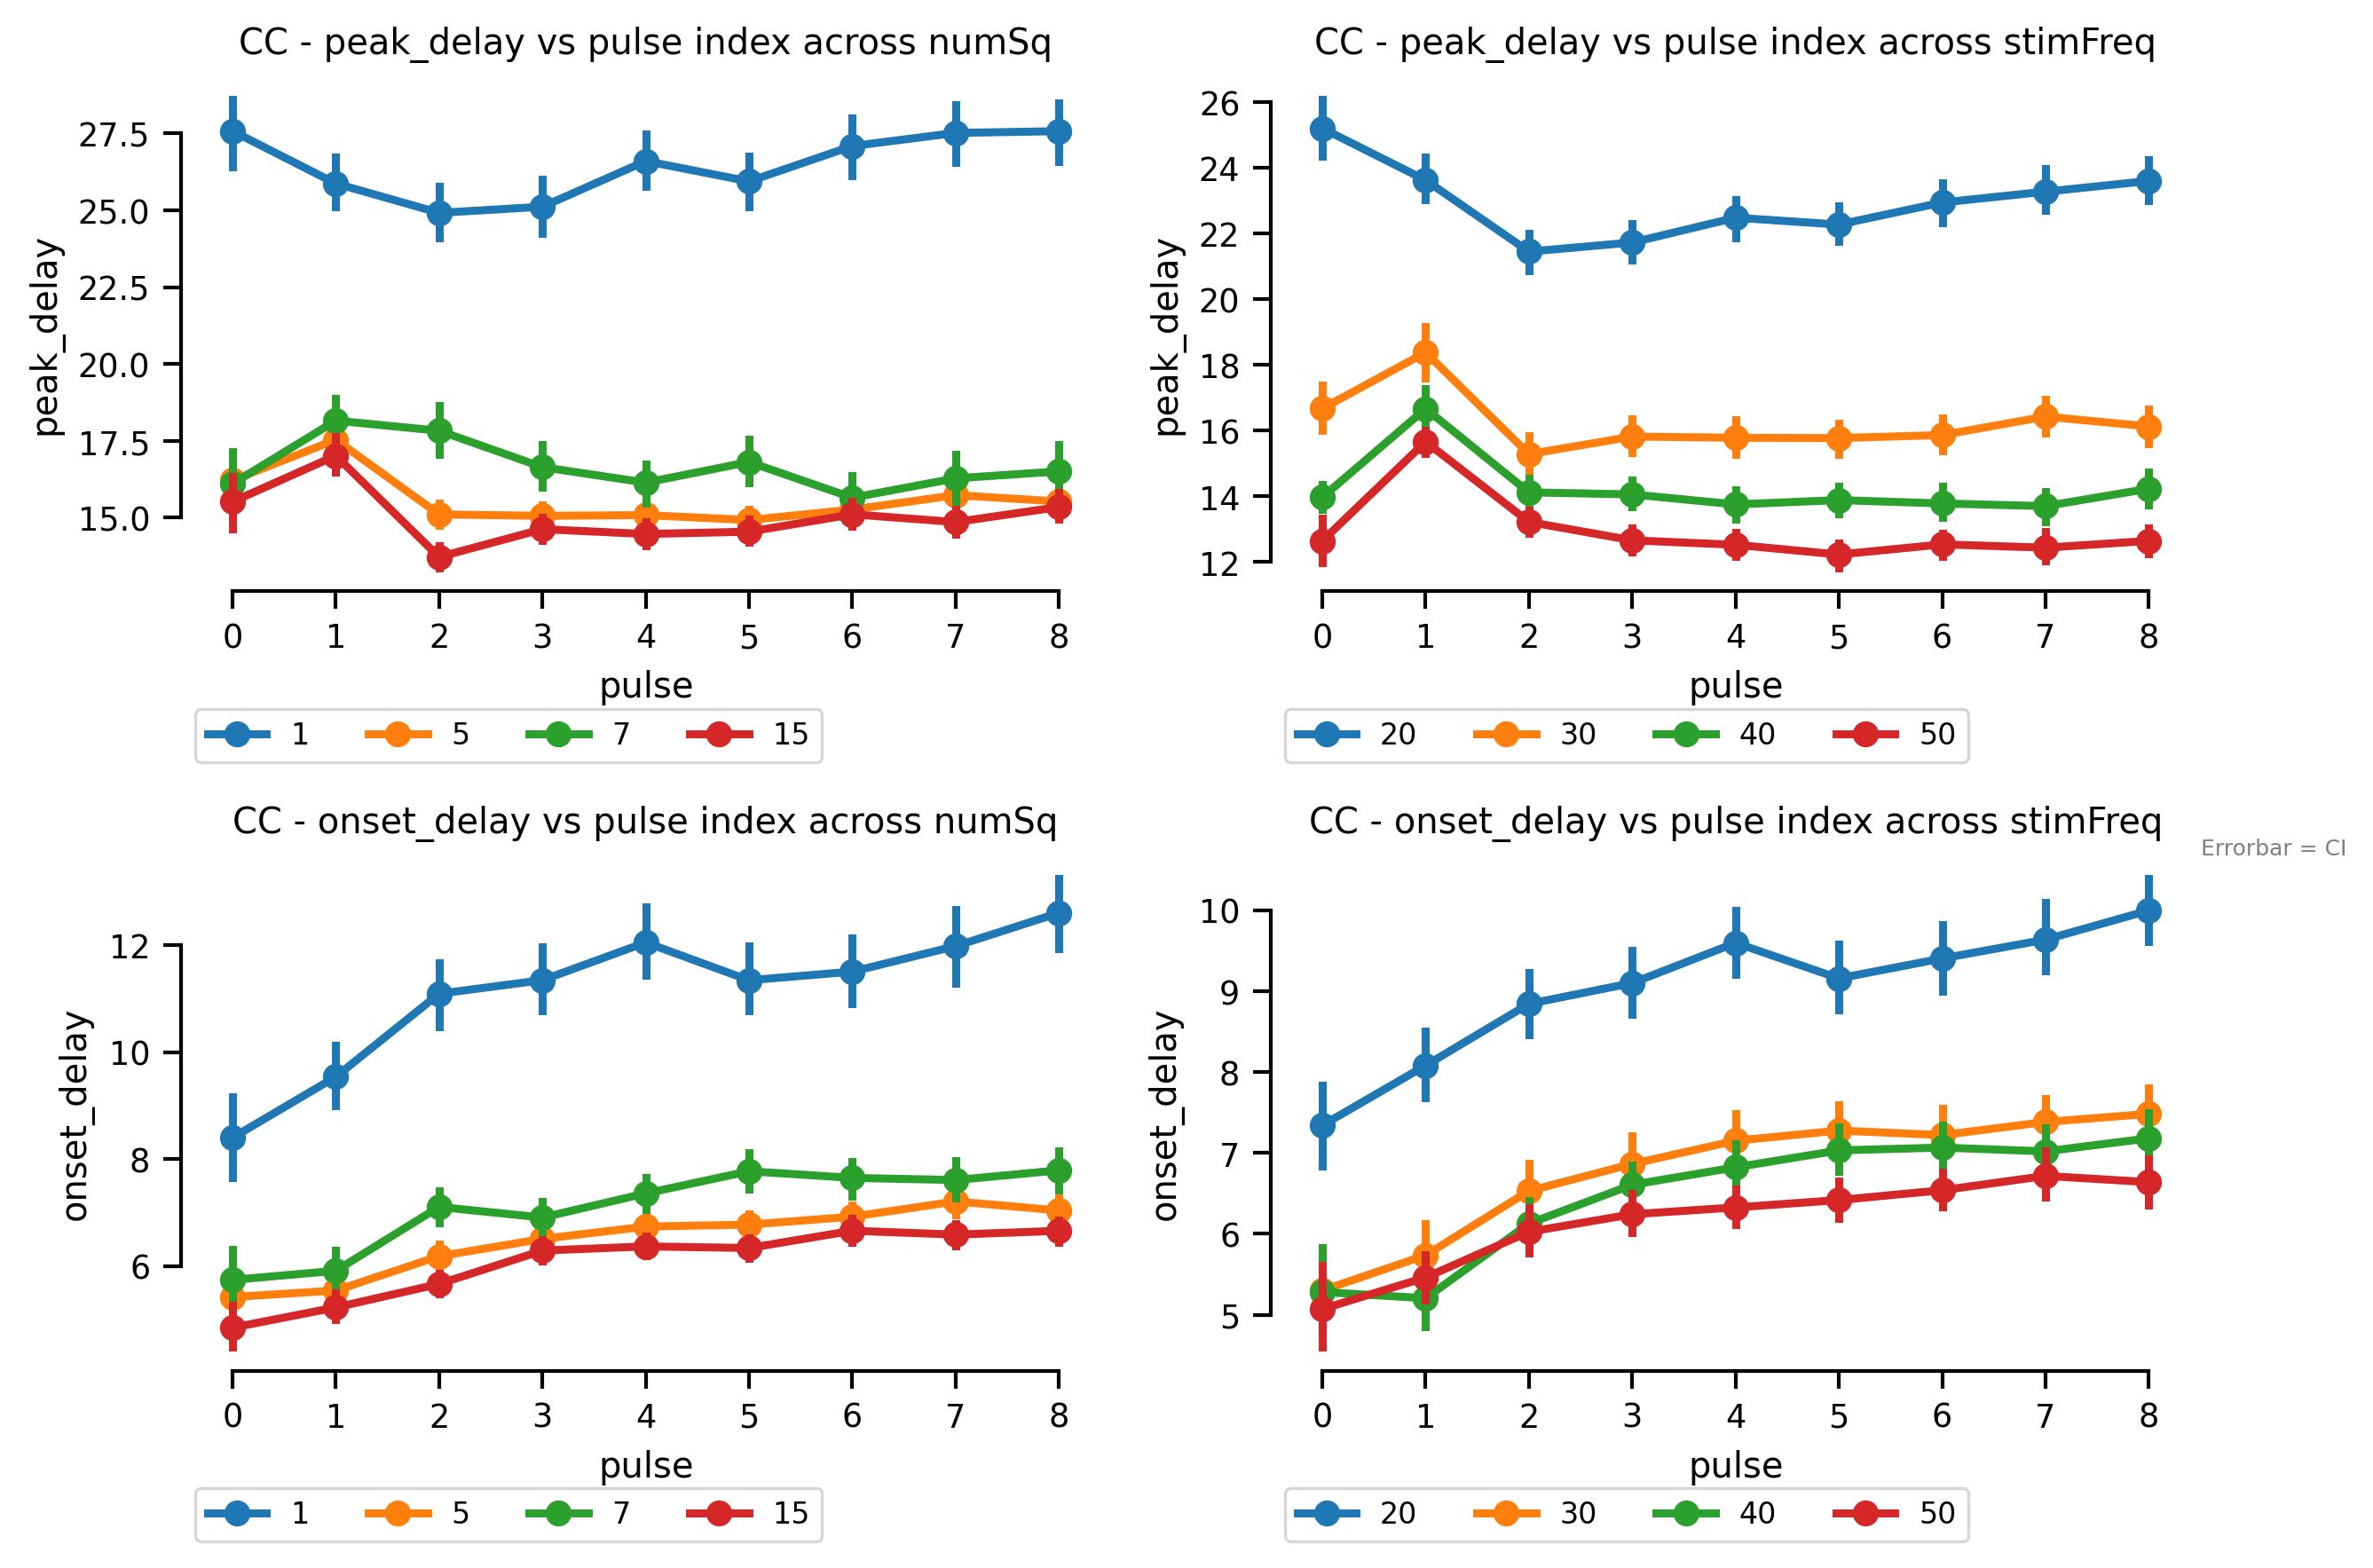 CC - peak_delay vs pulse index across numSq
peak_delay
27.5
25.0
22.5
20.0
17.5
15.0
0 1 2 3 4 5 6 7 8
pulse
1 5 7 15
CC - peak_delay vs pulse index across stimFreq
peak_delay
26
24
22
20
18
16
14
12
0 1 2 3 4 5 6 7 8
pulse
20 30 40 50
CC - onset_delay vs pulse index across numSq
onset_delay
12
10
8
6
0 1 2 3 4 5 6 7 8
pulse
1 5 7 15
CC - onset_delay vs pulse index across stimFreq
Errorbar = CI
onset_delay
10
9
8
7
6
5
0 1 2 3 4 5 6 7 8
pulse
20 30 40 50